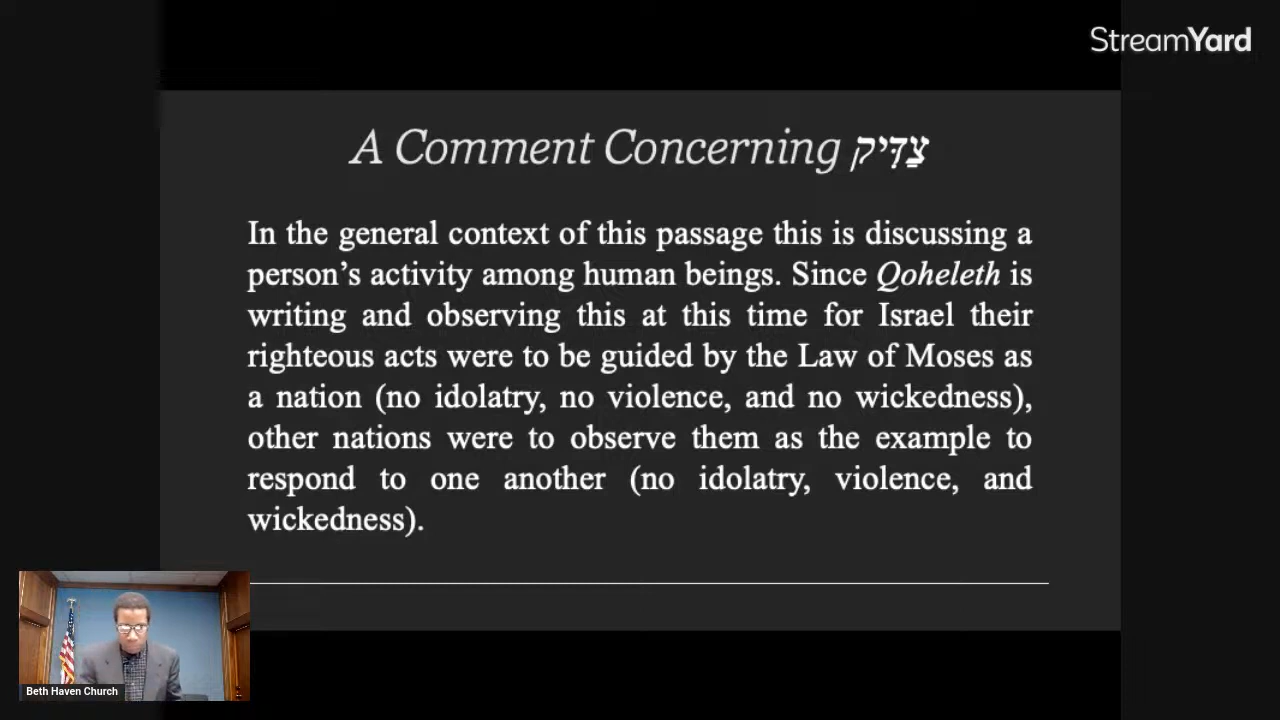 StreamYard
A Comment Concerning צַדִּיק
In the general context of this passage this is discussing a
person’s activity among human beings. Since Qoheleth is
writing and observing this at this time for Israel their
righteous acts were to be guided by the Law of Moses as
a nation (no idolatry, no violence, and no wickedness),
other nations were to observe them as the example to
respond to one another (no idolatry, violence, and
wickedness).
Beth Haven Church